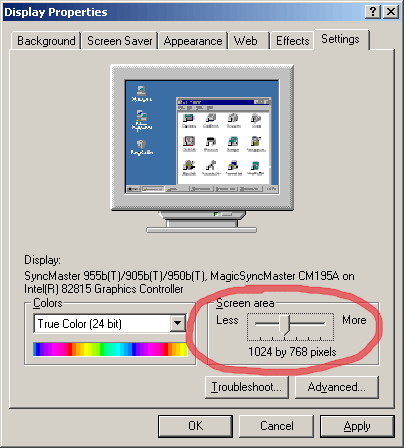 Display Properties
Background Screen Saver Appearance Web Effects Settings
Display:
SyncMaster 955b(T)/905b(T)/950b(T), MagicSyncMaster CM195A on
Intel(R) 82815 Graphics Controller
Colors
True Color (24 bit)
Screen area
Less More
1024 by 768 pixels
Troubleshoot... Advanced...
OK Cancel Apply